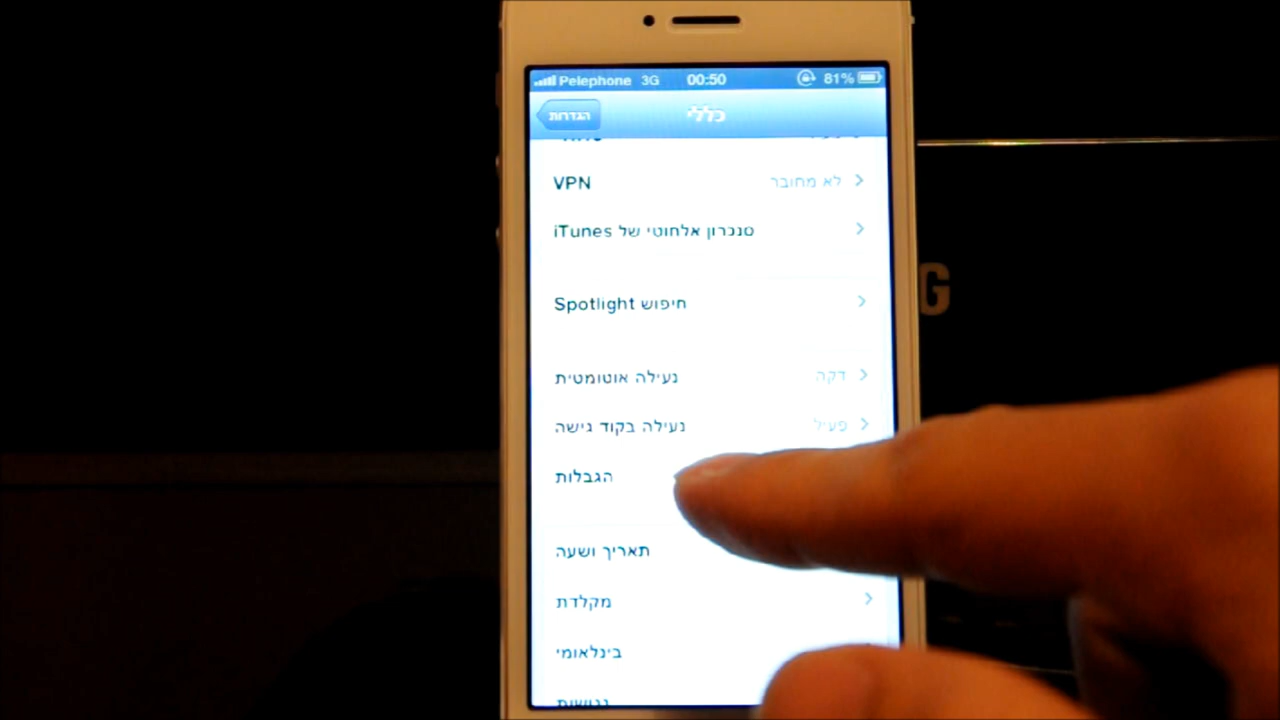 Pelephone 3G 00:50 81%
הגדרות כללי
VPN לא מחובר
סנכרון אלחוטי של iTunes
חיפוש Spotlight
נעילה אוטומטית דקה
נעילה בקוד גישה פעיל
הגבלות
תאריך ושעה
מקלדת
בינלאומי
נגישות
G